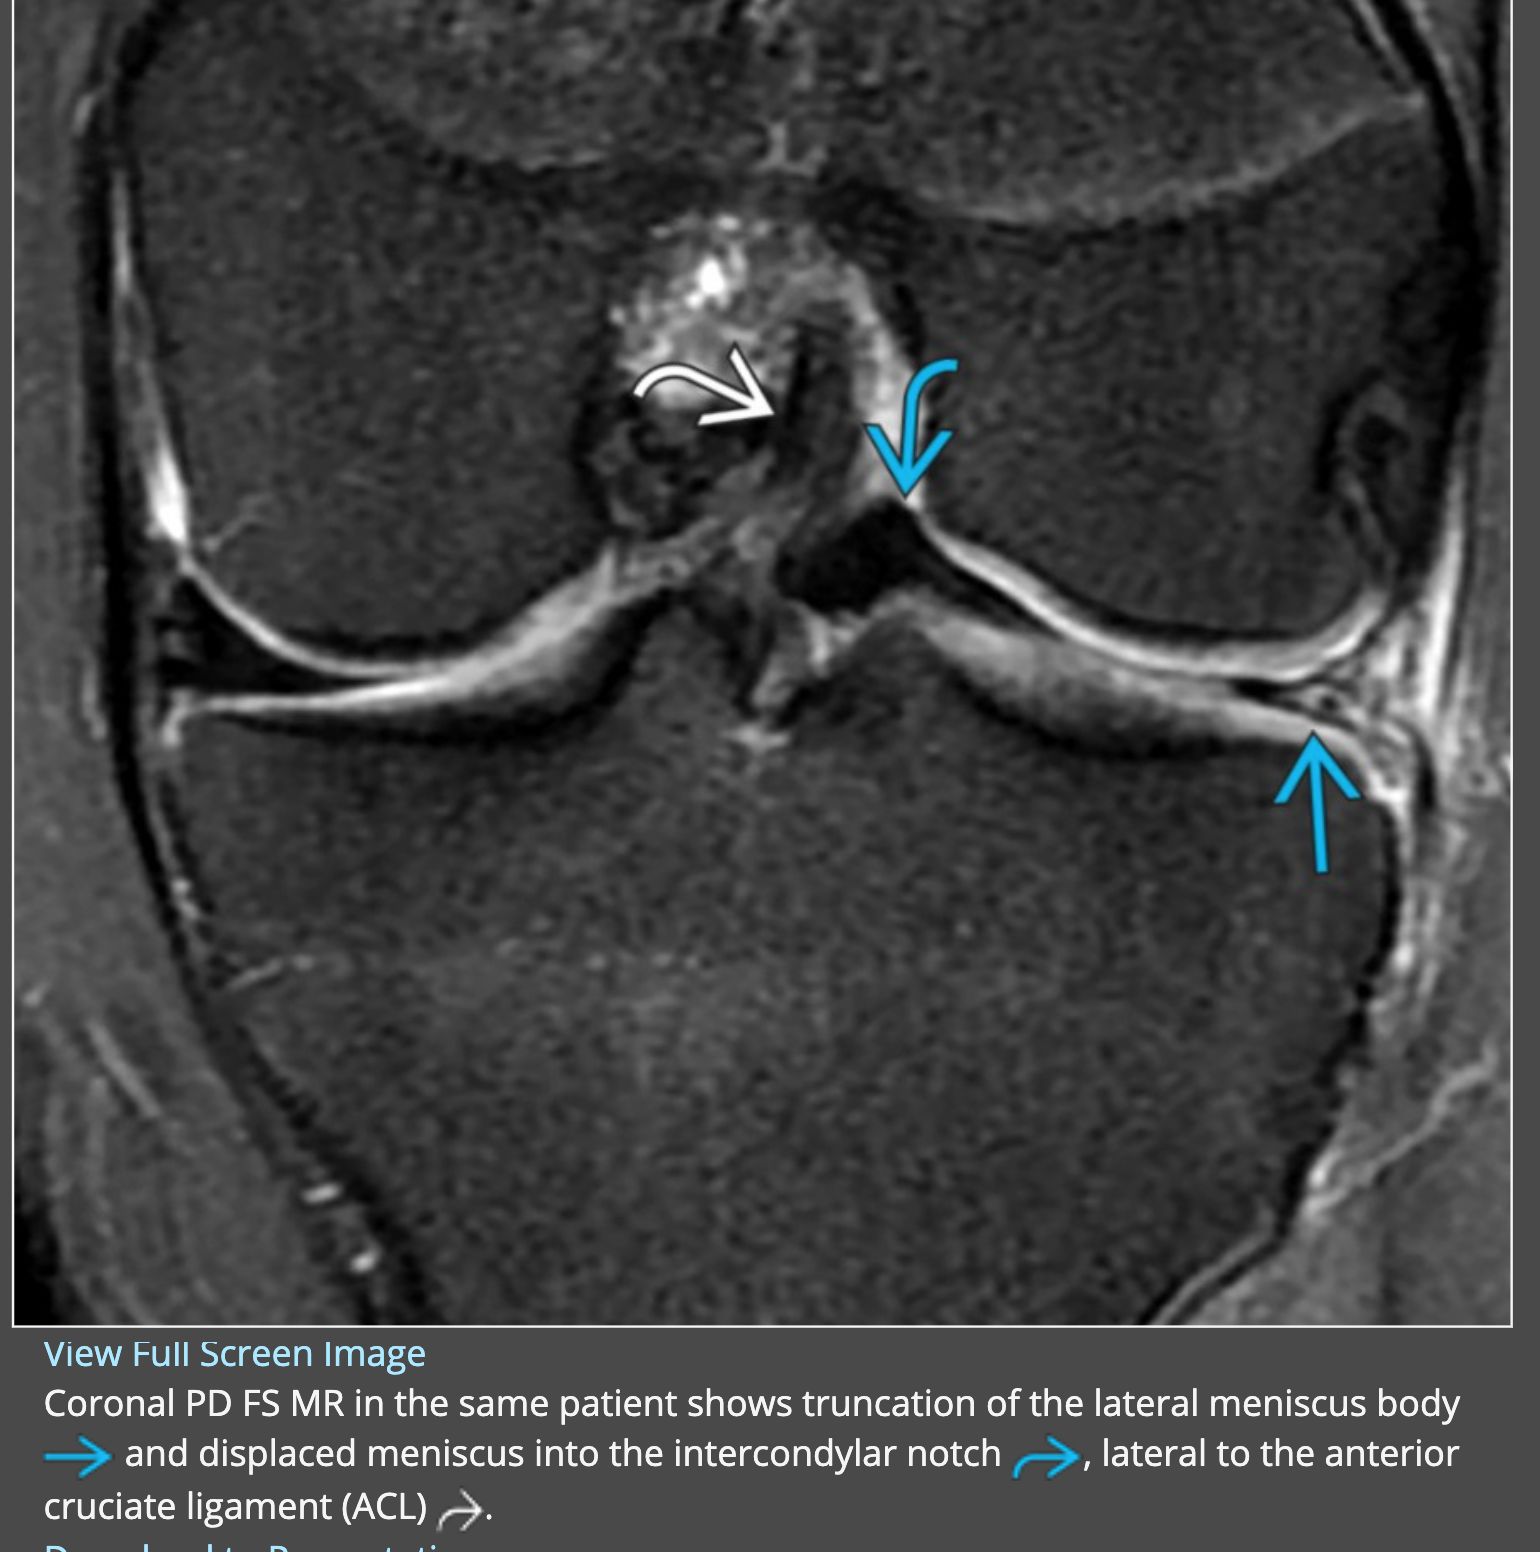 View Full Screen Image
Coronal PD FS MR in the same patient shows truncation of the lateral meniscus body
and displaced meniscus into the intercondylar notch , lateral to the anterior
cruciate ligament (ACL) .